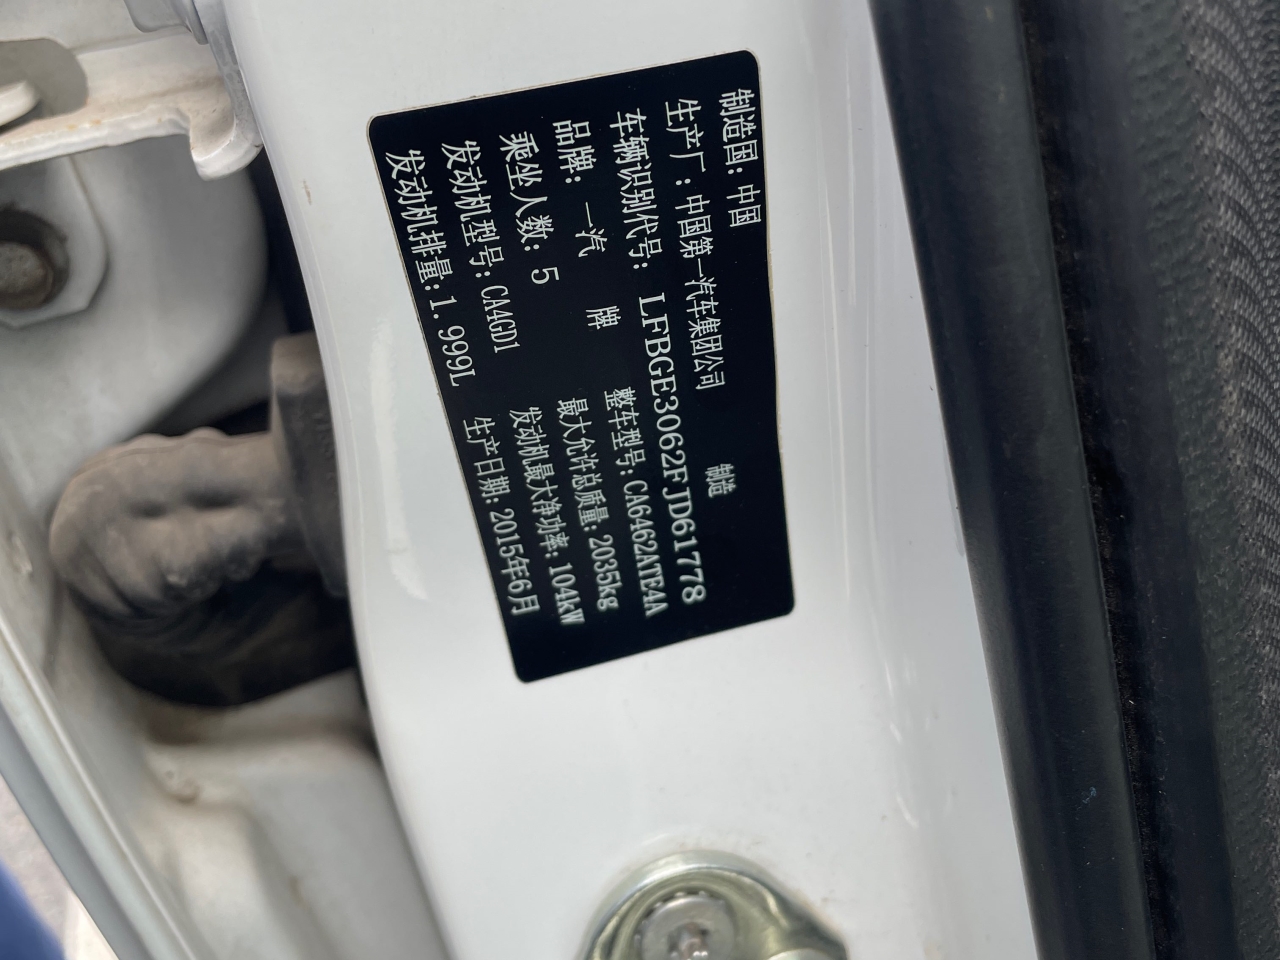 制造国:中国
生产厂:中国第一汽车集团公司 制造
车辆识别代号:LFBGE3062FJD61778
品牌:一汽 牌 整车型号:CA6462ATE4A
乘坐人数:5 最大允许总质量:2035kg
发动机型号:CA4GD1 发动机最大净功率:104kW
发动机排量:1.999L 生产日期:2015年6月